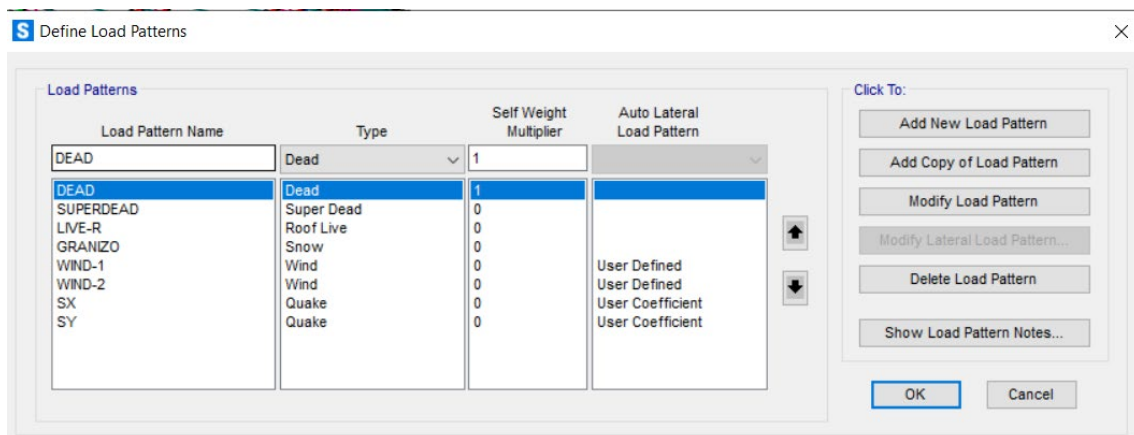 S Define Load Patterns
Load Patterns
Click To:
Load Pattern Name Type Self Weight Multiplier Auto Lateral Load Pattern
DEAD Dead 1
DEAD Dead 1
SUPERDEAD Super Dead 0
LIVE-R Roof Live 0
GRANIZO Snow 0
WIND-1 Wind 0 User Defined
WIND-2 Wind 0 User Defined
SX Quake 0 User Coefficient
SY Quake 0 User Coefficient
Add New Load Pattern
Add Copy of Load Pattern
Modify Load Pattern
Modify Lateral Load Pattern...
Delete Load Pattern
Show Load Pattern Notes...
OK Cancel